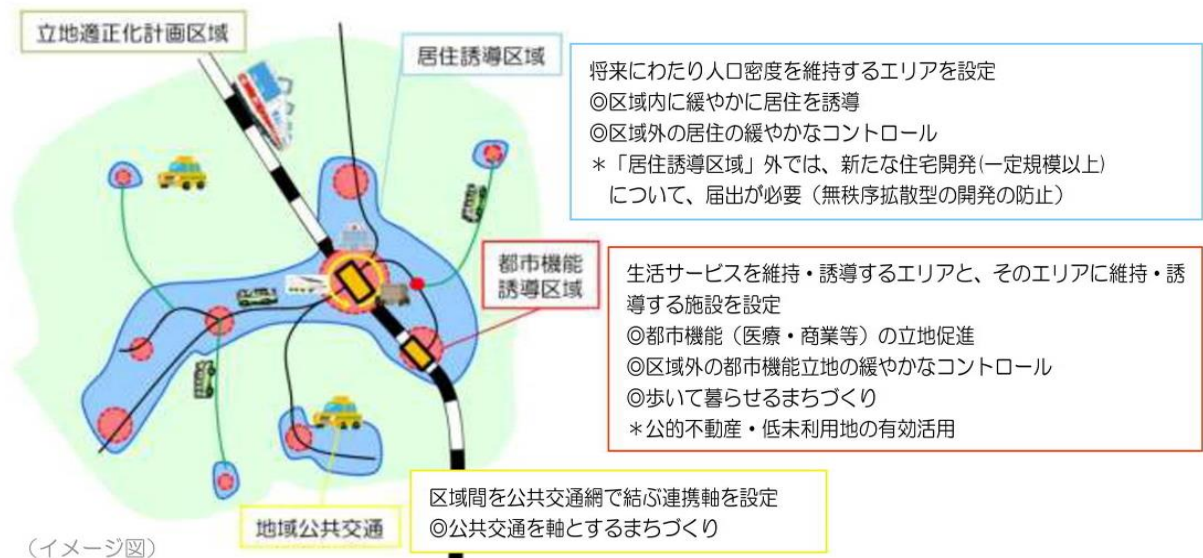 立地適正化計画区域
居住誘導区域
将来にわたり人口密度を維持するエリアを設定
◎区域内に緩やかに居住を誘導
◎区域外の居住の緩やかなコントロール
＊「居住誘導区域」外では、新たな住宅開発(一定規模以上)
について、届出が必要（無秩序拡散型の開発の防止）
都市機能
誘導区域
生活サービスを維持・誘導するエリアと、そのエリアに維持・誘
導する施設を設定
◎都市機能（医療・商業等）の立地促進
◎区域外の都市機能立地の緩やかなコントロール
◎歩いて暮らせるまちづくり
＊公的不動産・低未利用地の有効活用
地域公共交通
区域間を公共交通網で結ぶ連携軸を設定
◎公共交通を軸とするまちづくり
（イメージ図）